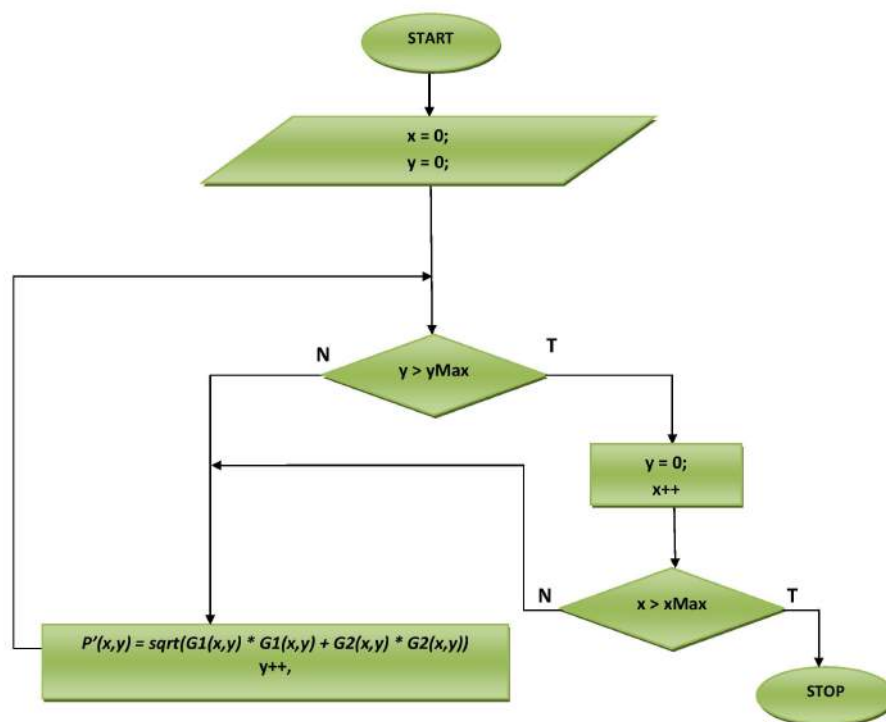 START
x = 0;
y = 0;
N
T
y > yMax
y = 0;
x++
N
T
x > xMax
P'(x,y) = sqrt(G1(x,y) * G1(x,y) + G2(x,y) * G2(x,y))
y++,
STOP